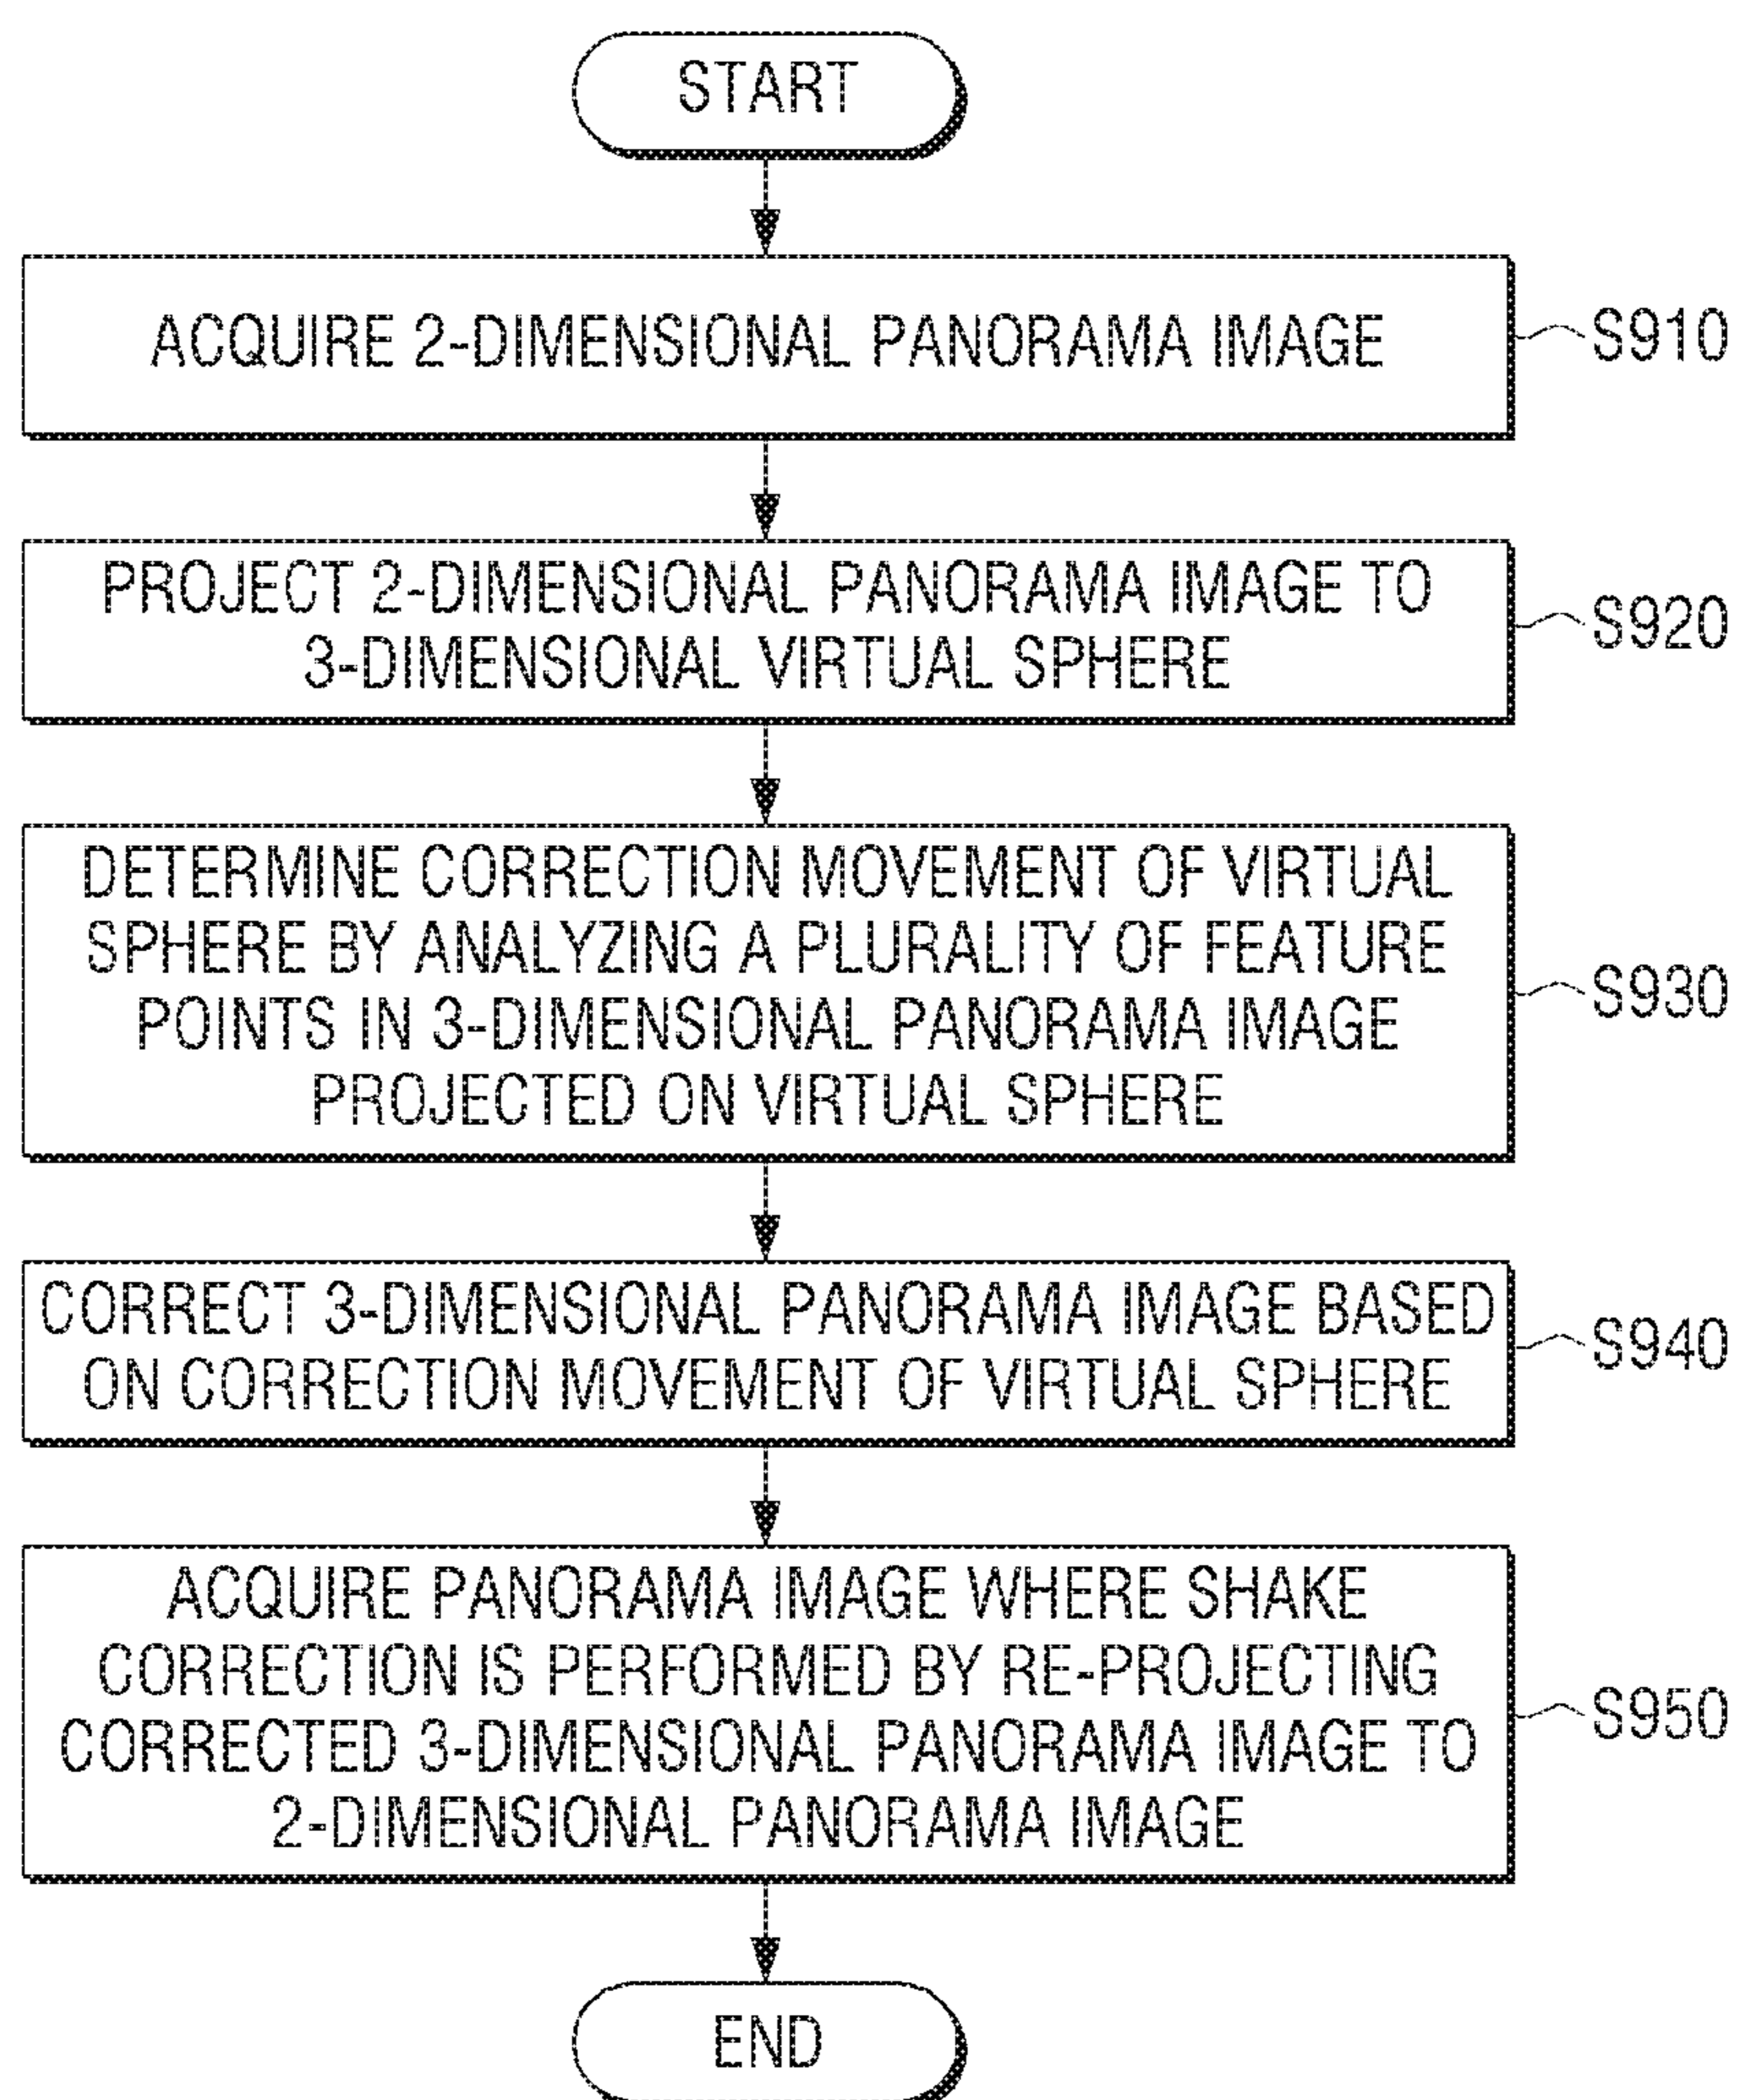 START
ACQUIRE 2-DIMENSIONAL PANORAMA IMAGE
S910
PROJECT 2-DIMENSIONAL PANORAMA IMAGE TO
3-DIMENSIONAL VIRTUAL SPHERE
S920
DETERMINE CORRECTION MOVEMENT OF VIRTUAL
SPHERE BY ANALYZING A PLURALITY OF FEATURE
POINTS IN 3-DIMENSIONAL PANORAMA IMAGE
PROJECTED ON VIRTUAL SPHERE
S930
CORRECT 3-DIMENSIONAL PANORAMA IMAGE BASED
ON CORRECTION MOVEMENT OF VIRTUAL SPHERE
S940
ACQUIRE PANORAMA IMAGE WHERE SHAKE
CORRECTION IS PERFORMED BY RE-PROJECTING
CORRECTED 3-DIMENSIONAL PANORAMA IMAGE TO
2-DIMENSIONAL PANORAMA IMAGE
S950
END